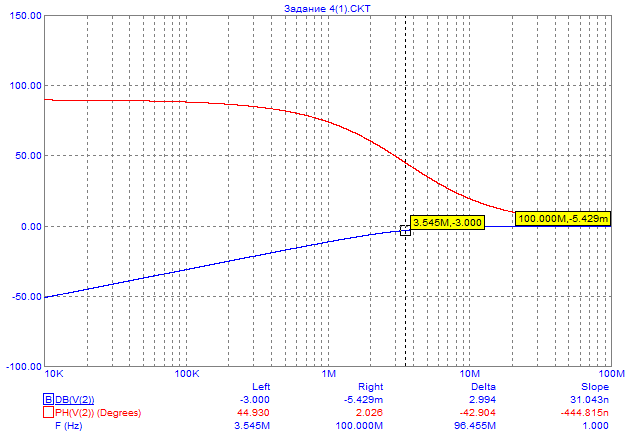 Задание 4(1).CKT
150.00
100.00
50.00
0.00
-50.00
-100.00
3.545M,-3.000
100.000M,-5.429m
10K 100K 1M 10M 100M
Left Right Delta Slope
B DB(V(2)) -3.000 -5.429m 2.994 31.043n
PH(V(2)) (Degrees) 44.930 2.026 -42.904 -444.815n
F (Hz) 3.545M 100.000M 96.455M 1.000